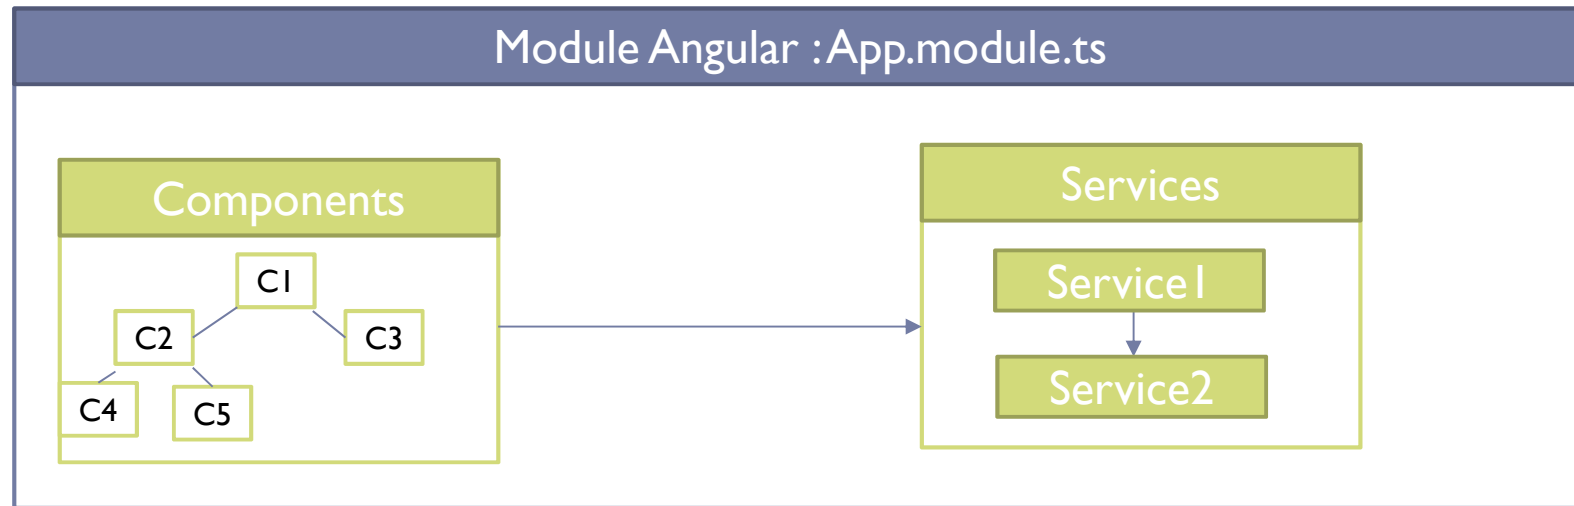 Module Angular : App.module.ts
Components
C1
C2
C3
C4
C5
Services
Service1
Service2